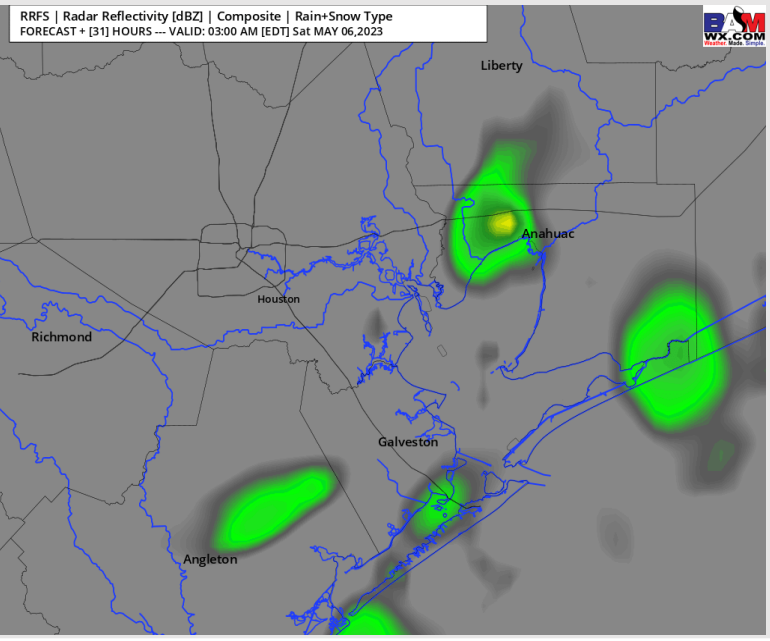 RRFS | Radar Reflectivity [dBZ] | Composite | Rain+Snow Type
FORECAST + [31] HOURS --- VALID: 03:00 AM [EDT] Sat MAY 06,2023
BAM
WX.COM
Weather. Made. Simple.
Liberty
Anahuac
Houston
Richmond
Galveston
Angleton